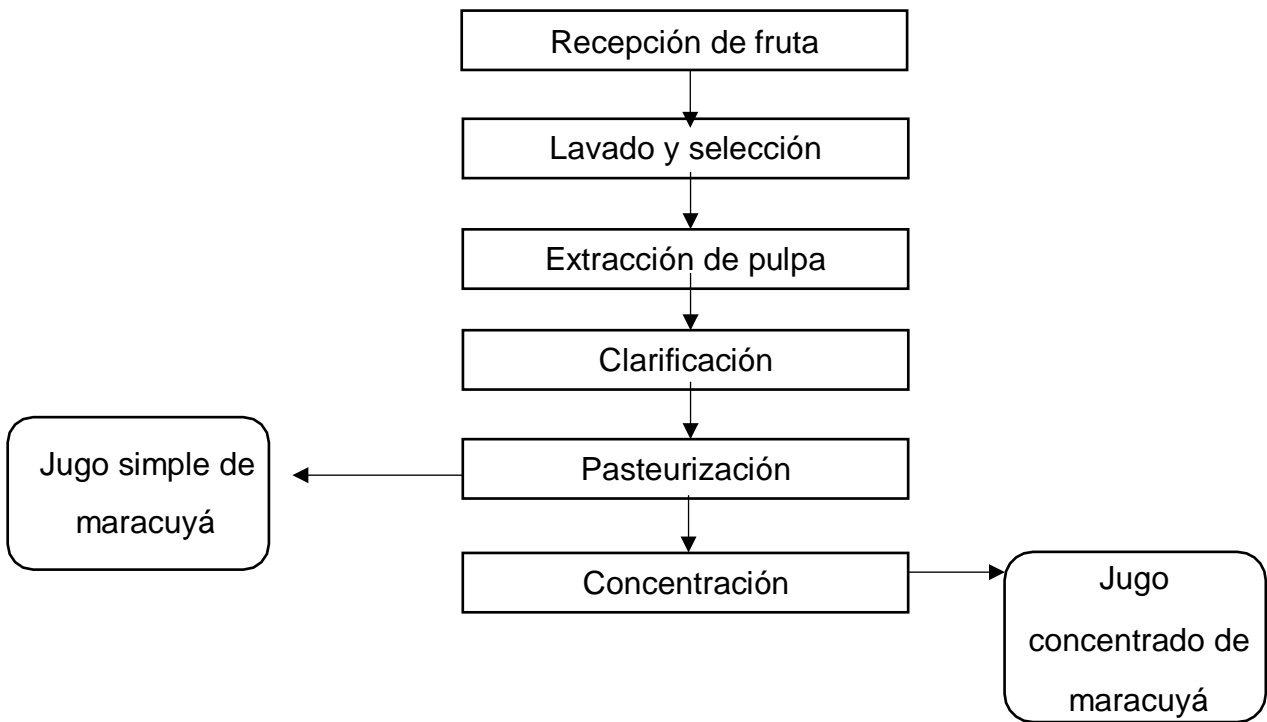 Recepción de fruta
Lavado y selección
Extracción de pulpa
Clarificación
Pasteurización
Jugo simple de
maracuyá
Concentración
Jugo
concentrado de
maracuyá